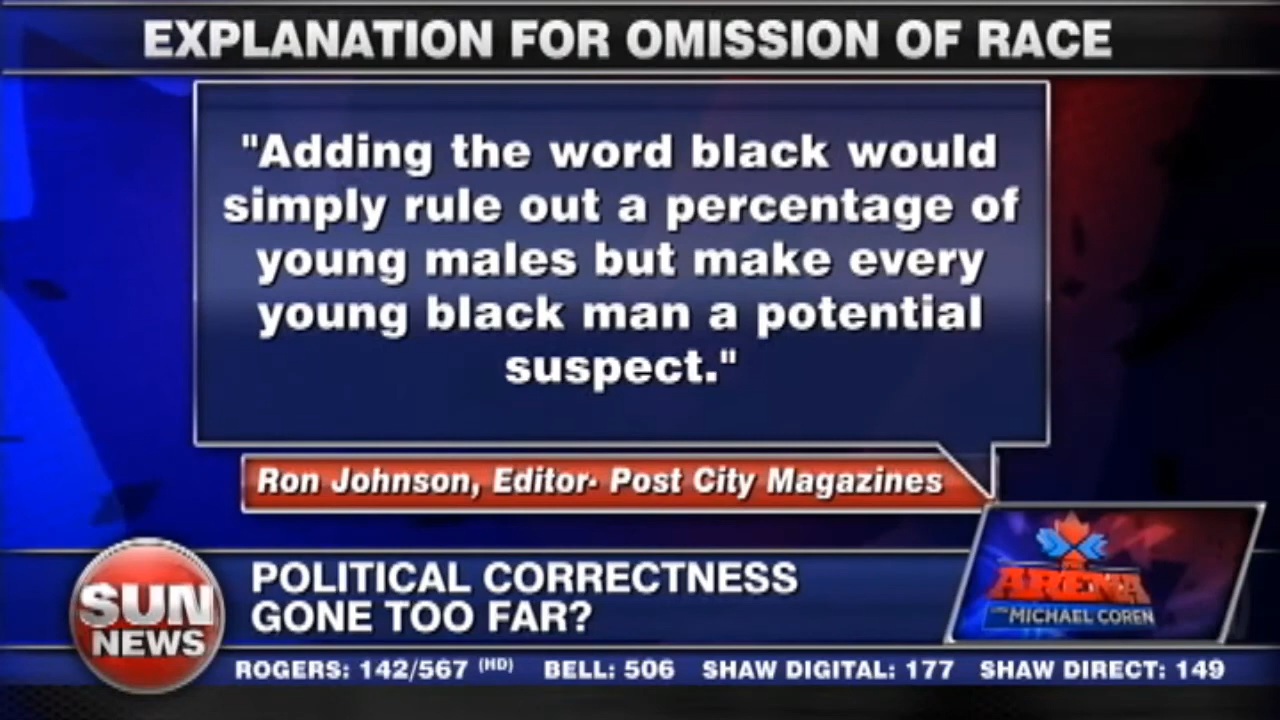 EXPLANATION FOR OMISSION OF RACE
"Adding the word black would
simply rule out a percentage of
young males but make every
young black man a potential
suspect."
Ron Johnson, Editor- Post City Magazines
SUN
NEWS
POLITICAL CORRECTNESS
GONE TOO FAR?
THE
ARENA
WITH MICHAEL COREN
ROGERS: 142/567 (HD) BELL: 506 SHAW DIGITAL: 177 SHAW DIRECT: 149